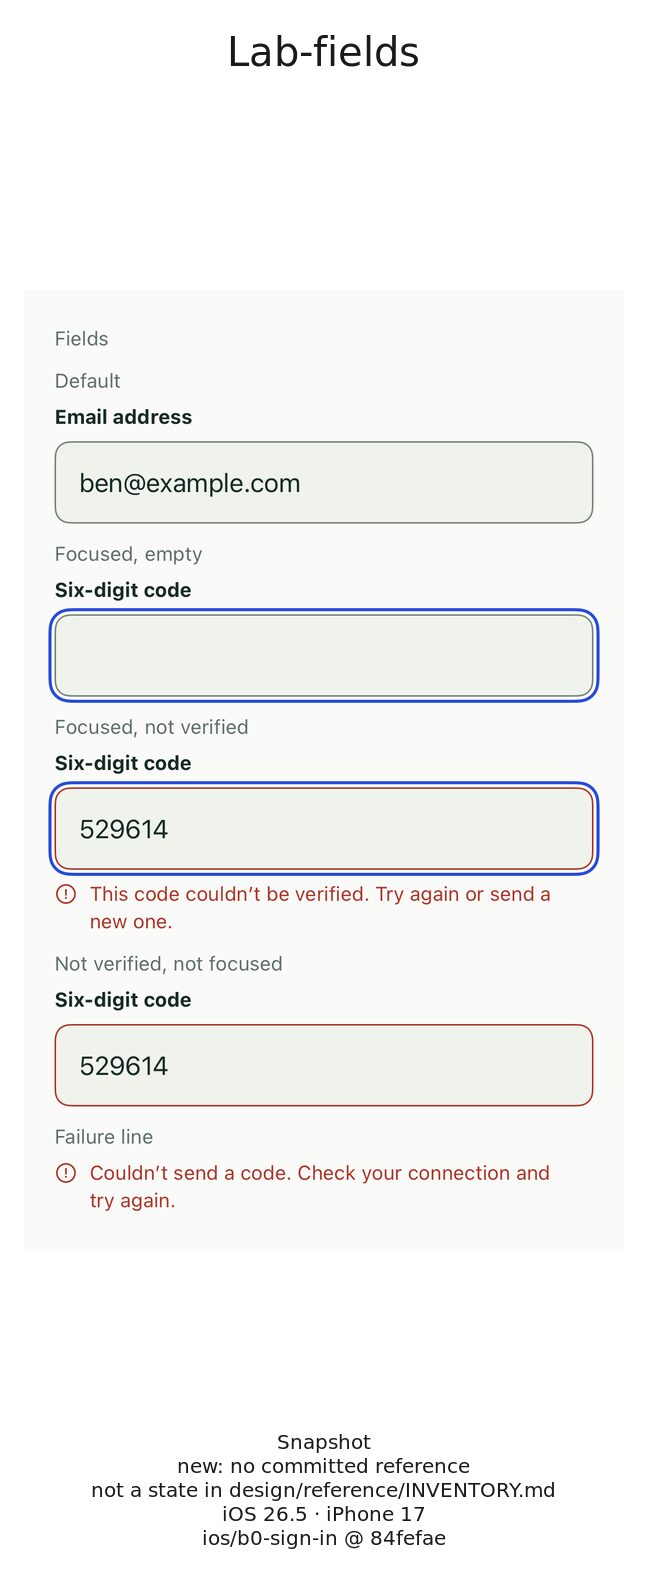 Lab-fields
Fields
Default
Email address
ben@example.com
Focused, empty
Six-digit code
Focused, not verified
Six-digit code
529614
This code couldn’t be verified. Try again or send a
new one.
Not verified, not focused
Six-digit code
529614
Failure line
Couldn’t send a code. Check your connection and
try again.
Snapshot
new: no committed reference
not a state in design/reference/INVENTORY.md
iOS 26.5 · iPhone 17
ios/b0-sign-in @ 84fefae